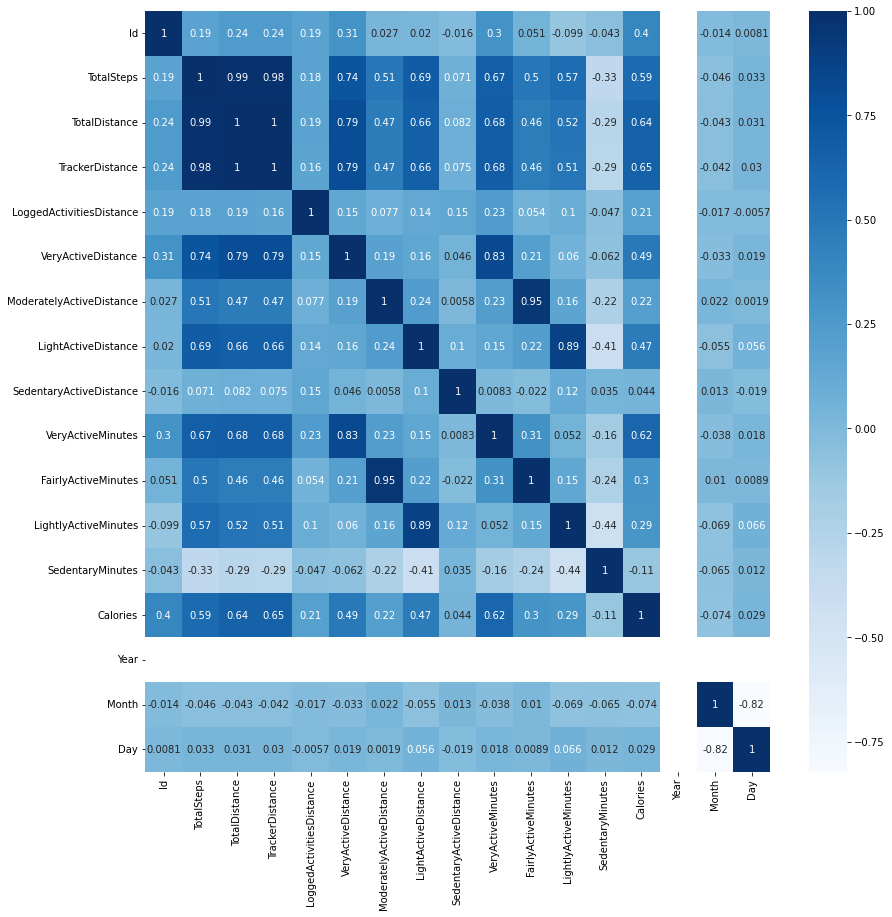 Id 1 0.19 0.24 0.24 0.19 0.31 0.027 0.02 -0.016 0.3 0.051 -0.099 -0.043 0.4 -0.014 0.0081
TotalSteps 0.19 1 0.99 0.98 0.18 0.74 0.51 0.69 0.071 0.67 0.5 0.57 -0.33 0.59 -0.046 0.033
TotalDistance 0.24 0.99 1 1 0.19 0.79 0.47 0.66 0.082 0.68 0.46 0.52 -0.29 0.64 -0.043 0.031
TrackerDistance 0.24 0.98 1 1 0.16 0.79 0.47 0.66 0.075 0.68 0.46 0.51 -0.29 0.65 -0.042 0.03
LoggedActivitiesDistance 0.19 0.18 0.19 0.16 1 0.15 0.077 0.14 0.15 0.23 0.054 0.1 -0.047 0.21 -0.017 -0.0057
VeryActiveDistance 0.31 0.74 0.79 0.79 0.15 1 0.19 0.16 0.046 0.83 0.21 0.06 -0.062 0.49 -0.033 0.019
ModeratelyActiveDistance 0.027 0.51 0.47 0.47 0.077 0.19 1 0.24 0.0058 0.23 0.95 0.16 -0.22 0.22 0.022 0.0019
LightActiveDistance 0.02 0.69 0.66 0.66 0.14 0.16 0.24 1 0.1 0.15 0.22 0.89 -0.41 0.47 -0.055 0.056
SedentaryActiveDistance -0.016 0.071 0.082 0.075 0.15 0.046 0.0058 0.1 1 0.0083 -0.022 0.12 0.035 0.044 0.013 -0.019
VeryActiveMinutes 0.3 0.67 0.68 0.68 0.23 0.83 0.23 0.15 0.0083 1 0.31 0.052 -0.16 0.62 -0.038 0.018
FairlyActiveMinutes 0.051 0.5 0.46 0.46 0.054 0.21 0.95 0.22 -0.022 0.31 1 0.15 -0.24 0.3 0.01 0.0089
LightlyActiveMinutes -0.099 0.57 0.52 0.51 0.1 0.06 0.16 0.89 0.12 0.052 0.15 1 -0.44 0.29 -0.069 0.066
SedentaryMinutes -0.043 -0.33 -0.29 -0.29 -0.047 -0.062 -0.22 -0.41 0.035 -0.16 -0.24 -0.44 1 -0.11 -0.065 0.012
Calories 0.4 0.59 0.64 0.65 0.21 0.49 0.22 0.47 0.044 0.62 0.3 0.29 -0.11 1 -0.074 0.029
Year
Month -0.014 -0.046 -0.043 -0.042 -0.017 -0.033 0.022 -0.055 0.013 -0.038 0.01 -0.069 -0.065 -0.074 1 -0.82
Day 0.0081 0.033 0.031 0.03 -0.0057 0.019 0.0019 0.056 -0.019 0.018 0.0089 0.066 0.012 0.029 -0.82 1
Id
TotalSteps
TotalDistance
TrackerDistance
LoggedActivitiesDistance
VeryActiveDistance
ModeratelyActiveDistance
LightActiveDistance
SedentaryActiveDistance
VeryActiveMinutes
FairlyActiveMinutes
LightlyActiveMinutes
SedentaryMinutes
Calories
Year
Month
Day
1.00
0.75
0.50
0.25
0.00
-0.25
-0.50
-0.75